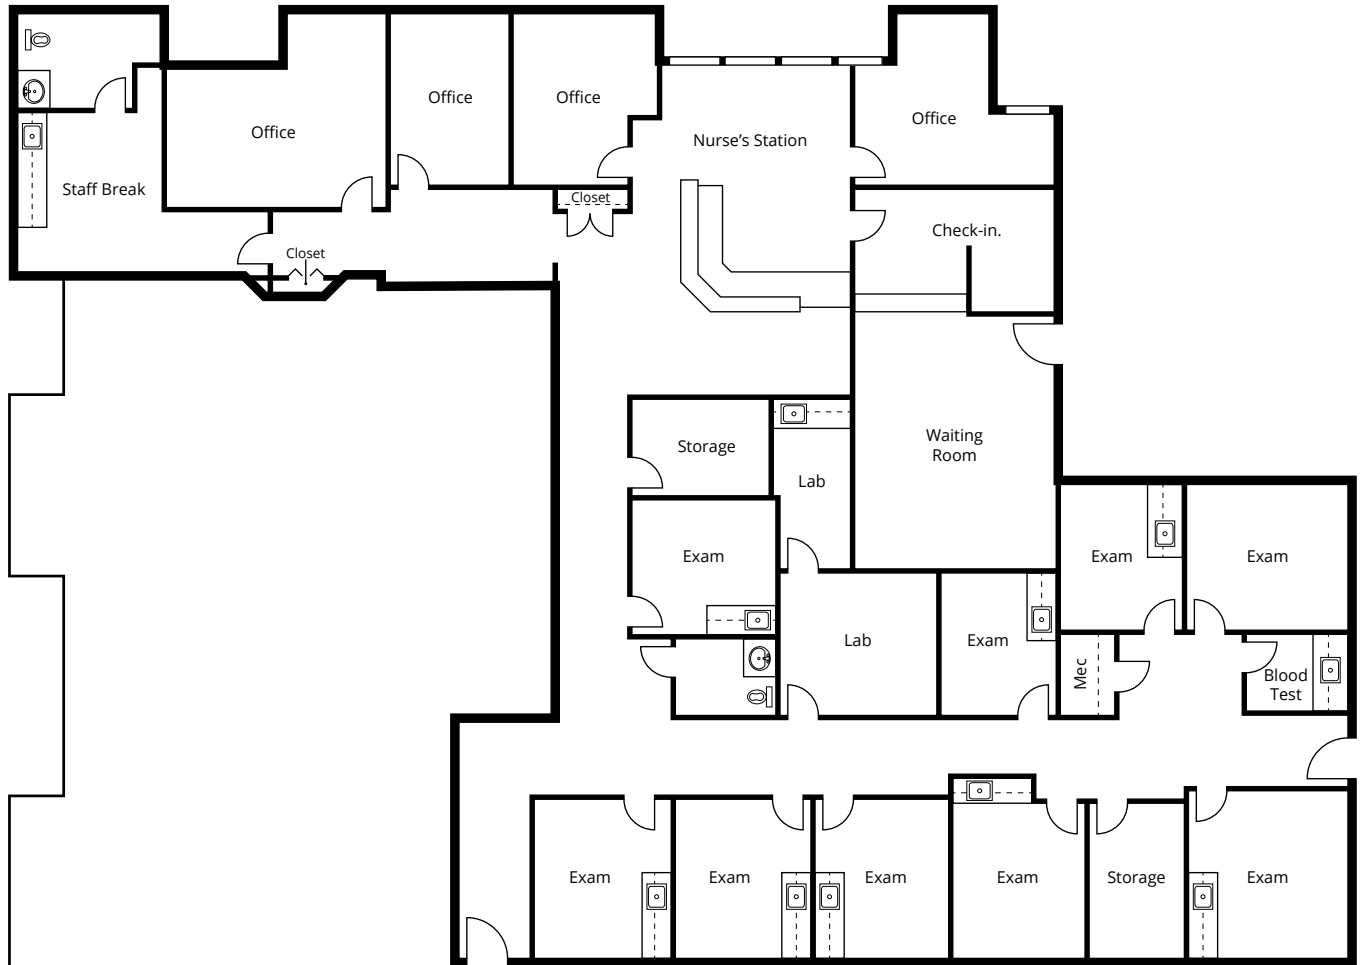 Office
Office
Office
Office
Nurse's Station
Staff Break
Closet
Check-in.
Closet
Waiting
Room
Storage
Lab
Exam
Exam
Exam
Lab
Exam
Mec
Blood
Test
Exam
Exam
Exam
Exam
Storage
Exam